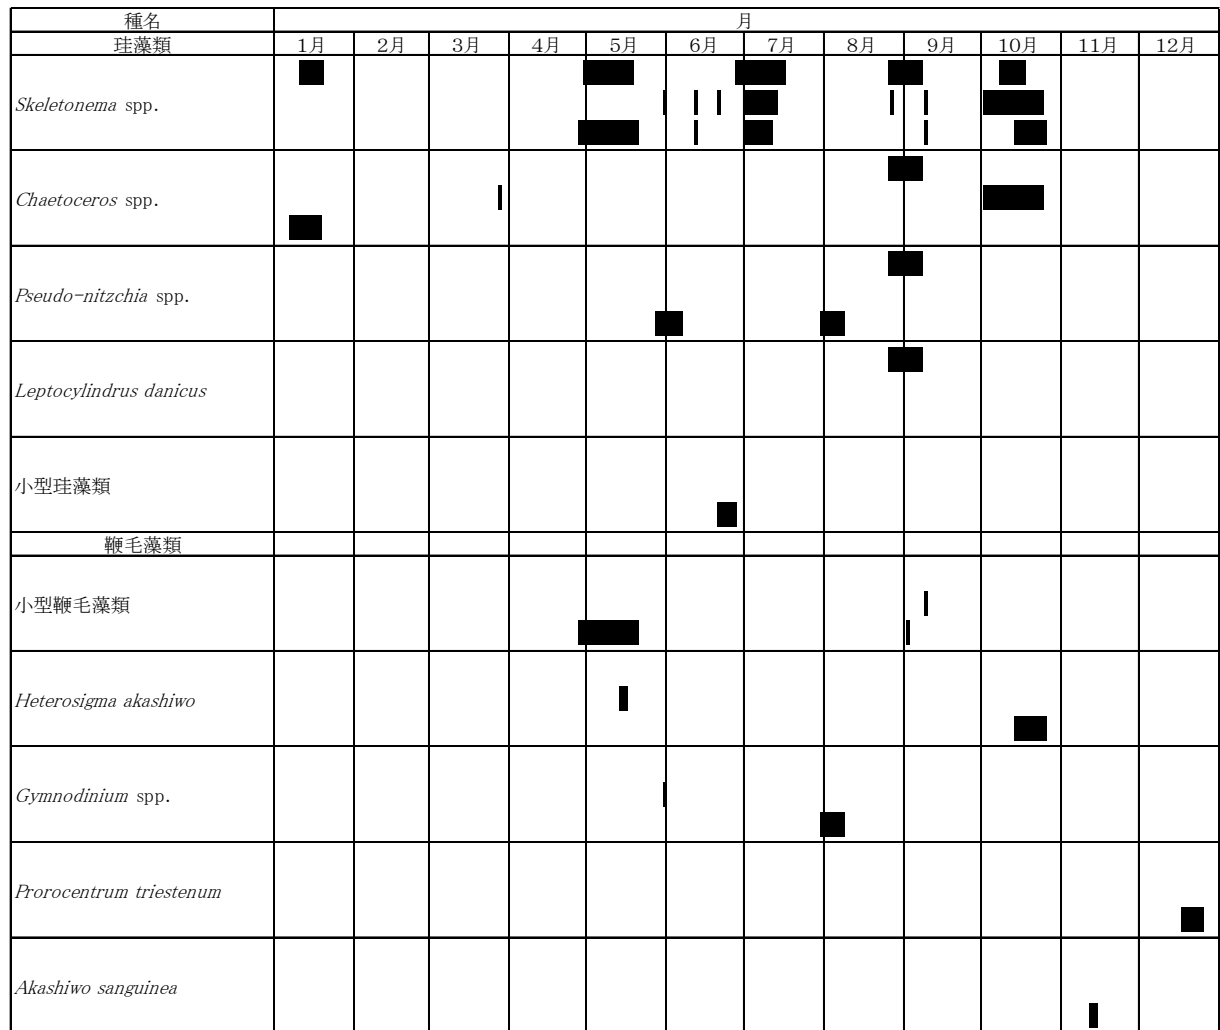 種名 月
珪藻類 1月 2月 3月 4月 5月 6月 7月 8月 9月 10月 11月 12月
Skeletonema spp.
Chaetoceros spp.
Pseudo-nitzchia spp.
Leptocylindrus danicus
小型珪藻類
鞭毛藻類
小型鞭毛藻類
Heterosigma akashiwo
Gymnodinium spp.
Prorocentrum triestenum
Akashiwo sanguinea